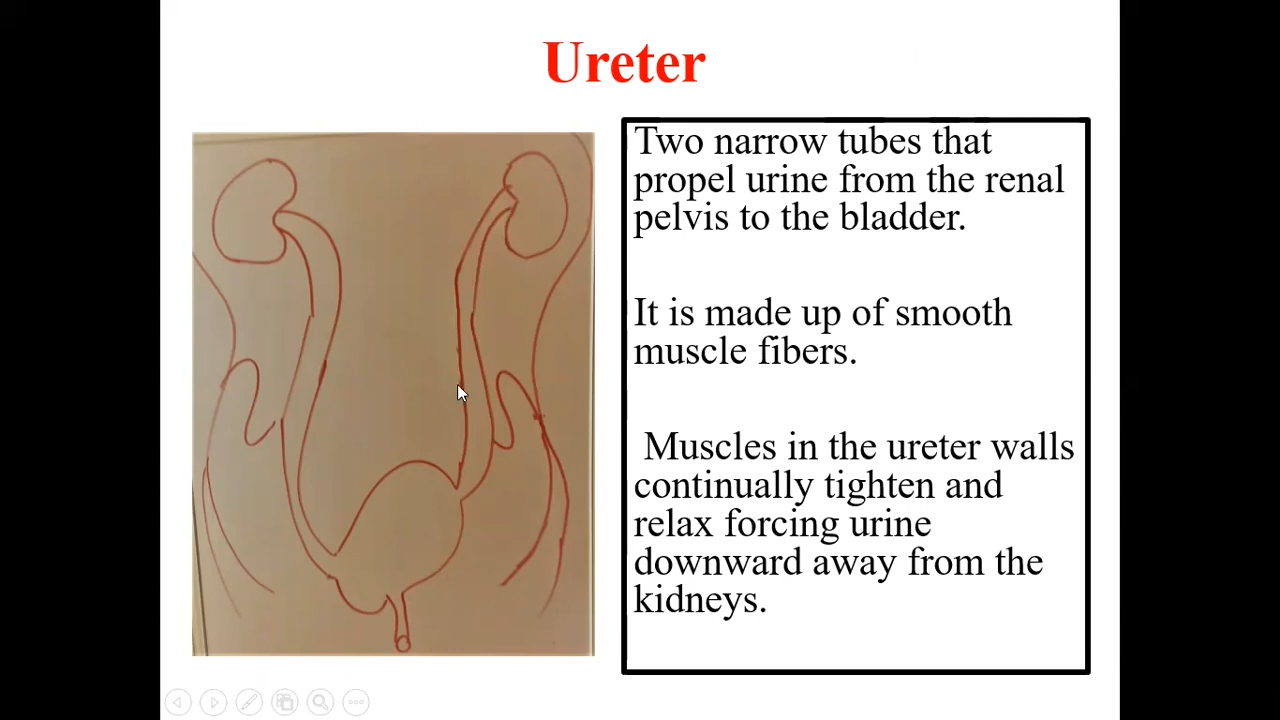 Ureter
Two narrow tubes that
propel urine from the renal
pelvis to the bladder.
It is made up of smooth
muscle fibers.
Muscles in the ureter walls
continually tighten and
relax forcing urine
downward away from the
kidneys.